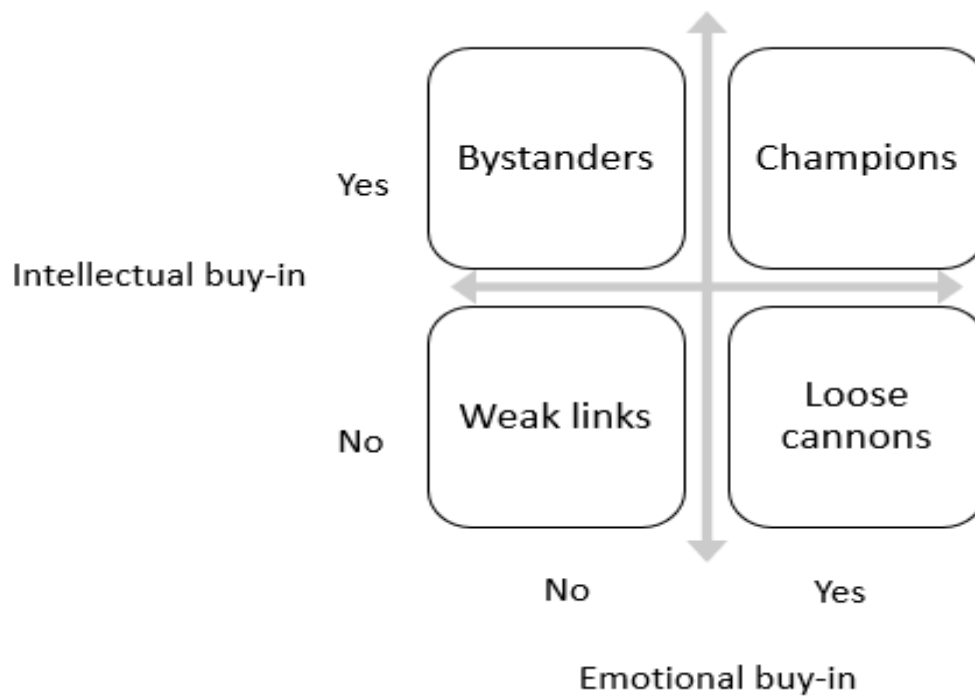 Bystanders
Champions
Yes
Intellectual buy-in
Weak links
Loose
cannons
No
No
Yes
Emotional buy-in